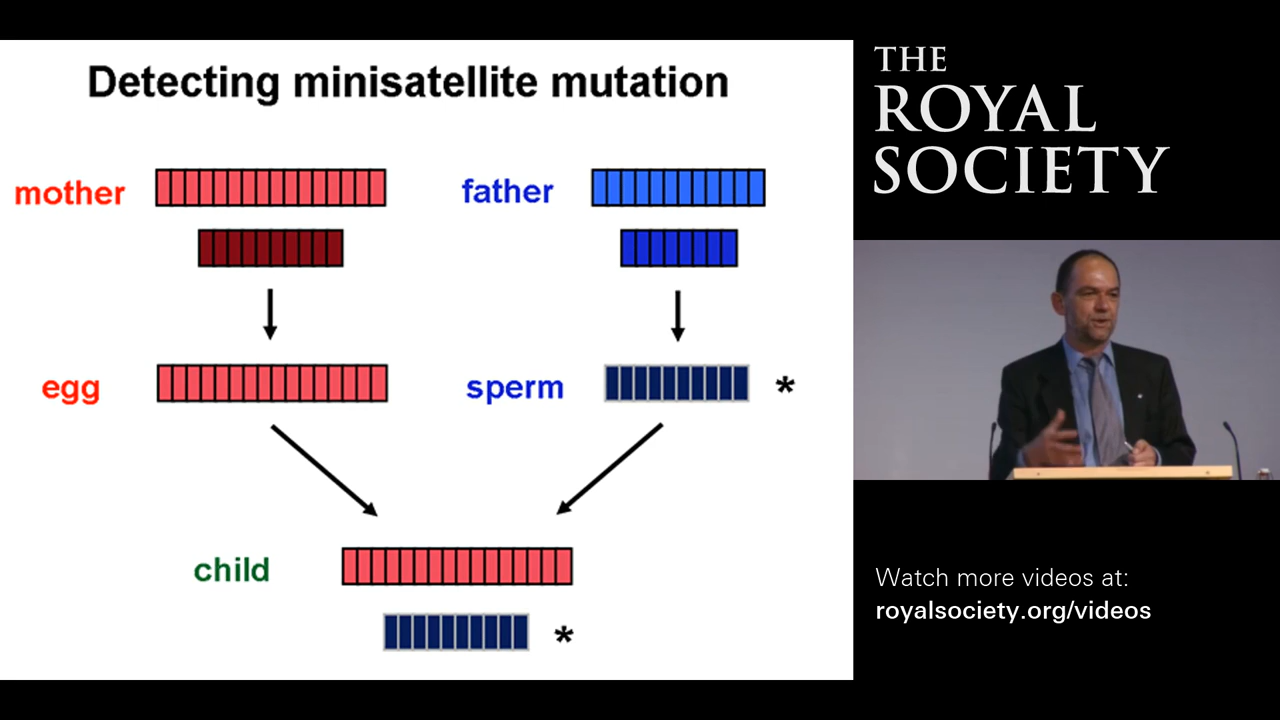 Detecting minisatellite mutation
mother
father
egg
sperm
*
child
*
THE
ROYAL
SOCIETY
Watch more videos at:
royalsociety.org/videos